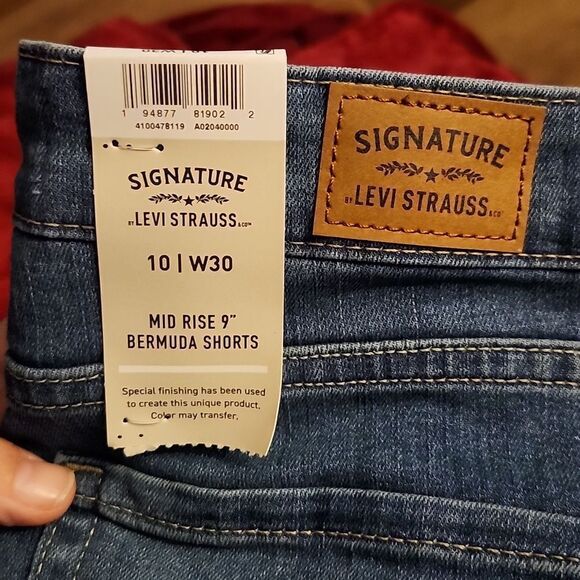 1 94877 81902 2
4100478119 A02040000
SIGNATURE
BY LEVI STRAUSS & CO™
10 | W30
MID RISE 9"
BERMUDA SHORTS
Special finishing has been used
to create this unique product.
Color may transfer.
SIGNATURE
BY LEVI STRAUSS & CO